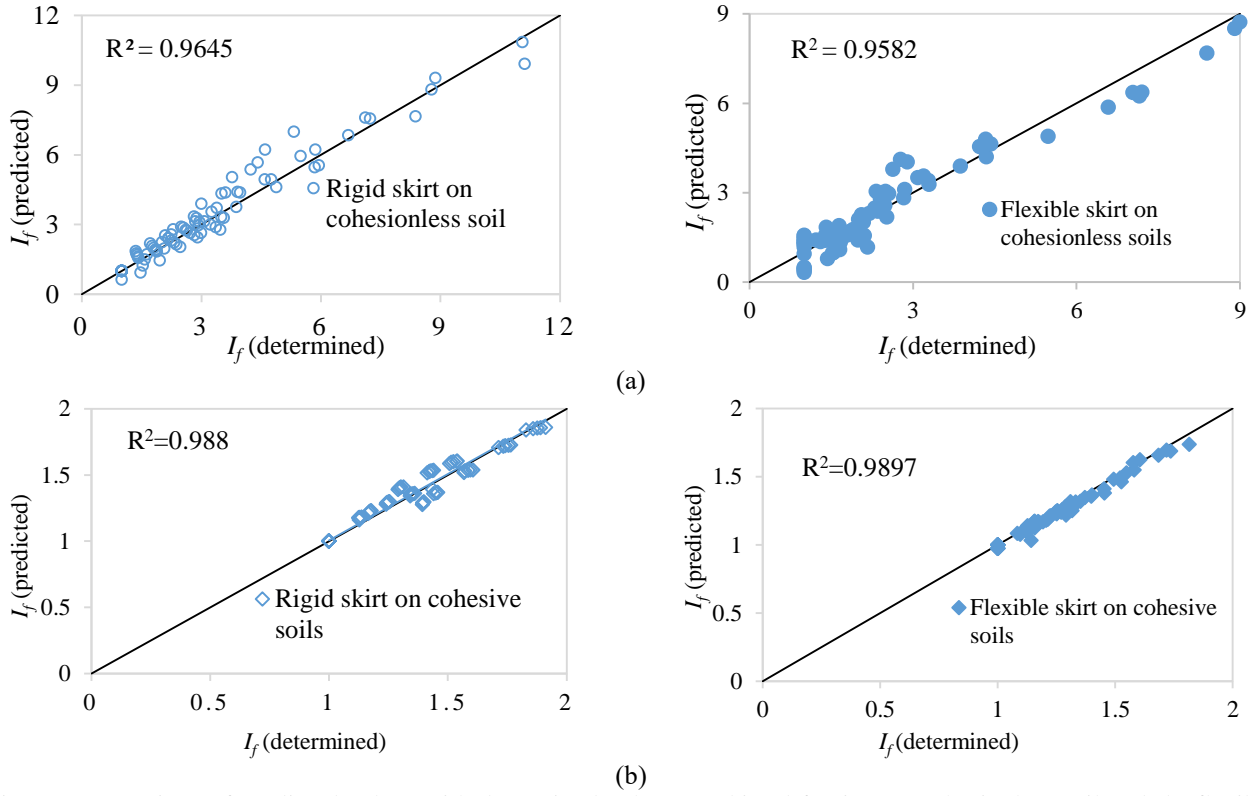 R² = 0.9645
I_f (predicted)
12
9
6
3
0
0
3
6
9
12
Rigid skirt on
cohesionless soil
I_f (determined)
R² = 0.9582
I_f (predicted)
9
6
3
0
0
3
6
9
Flexible skirt on
cohesionless soils
I_f (determined)
(a)
R²=0.988
I_f (predicted)
2
1.5
1
0.5
0
0
0.5
1
1.5
2
Rigid skirt on cohesive
soils
I_f (determined)
R²=0.9897
I_f (predicted)
2
1.5
1
0.5
0
0
0.5
1
1.5
2
Flexible skirt on cohesive
soils
I_f (determined)
(b)